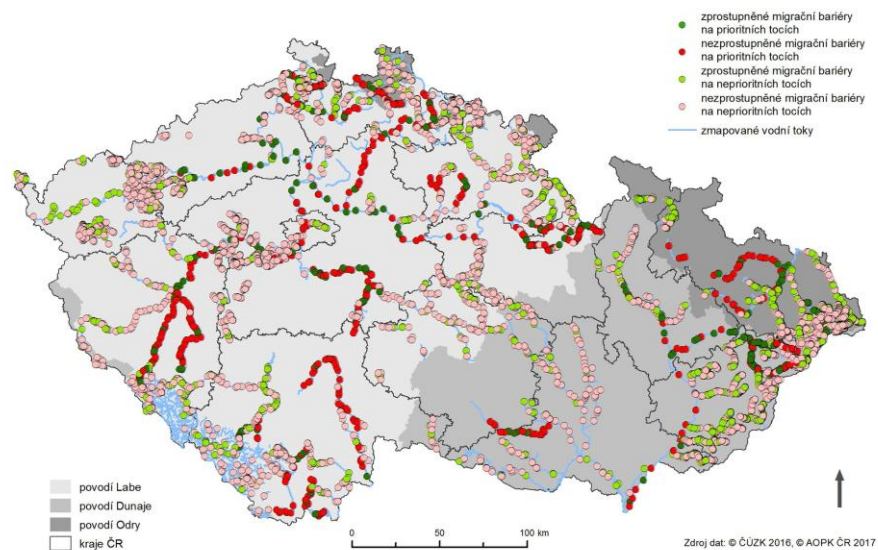 zprostupněné migrační bariéry
na prioritních tocích
nezprostupněné migrační bariéry
na prioritních tocích
zprostupněné migrační bariéry
na neprioritních tocích
nezprostupněné migrační bariéry
na neprioritních tocích
zmapované vodní toky
povodí Labe
povodí Dunaje
povodí Odry
kraje ČR
0 50 100 km
Zdroj dat: © ČÚZK 2016, © AOPK ČR 2017